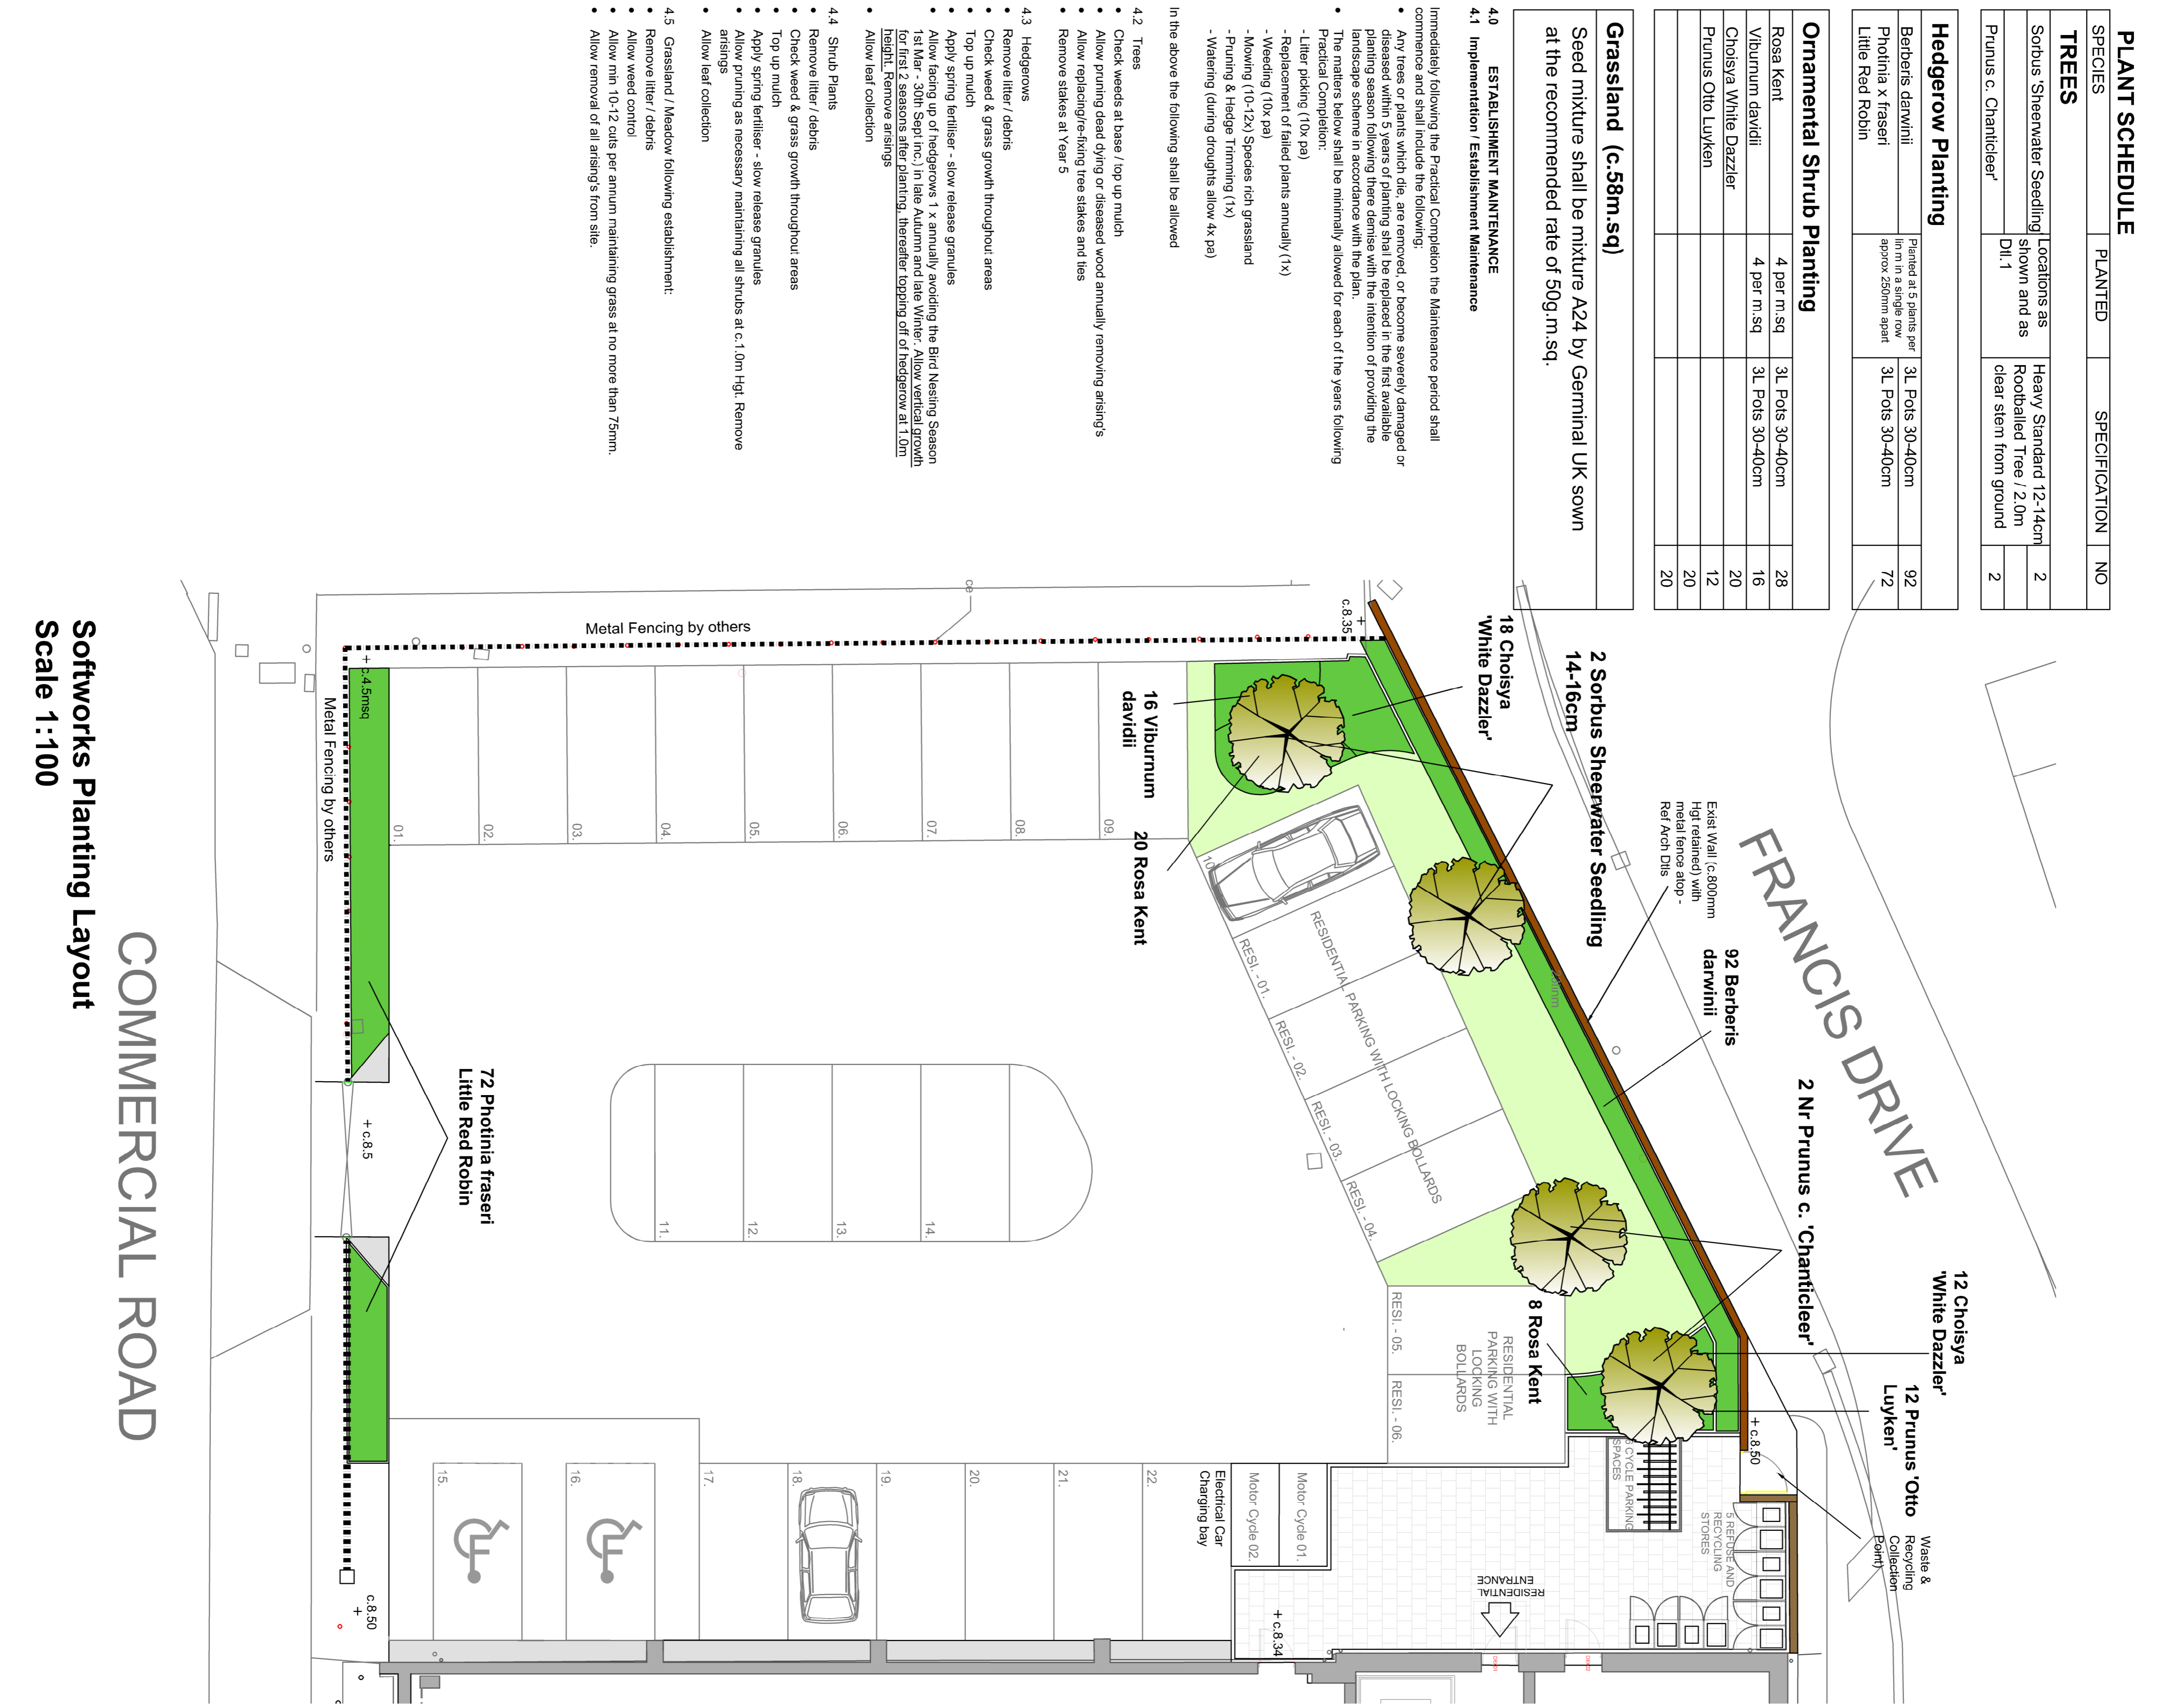 PLANT SCHEDULE
SPECIES PLANTED SPECIFICATION NO
TREES
Sorbus 'Sherwater Seedling 2
Prunus c. Chanticleer' 2
Locations as
shown and as
Dtl.1
Heavy Standard 12-14cm
Rootballed Tree / 2.0m
clear stem from ground
Hedgerow Planting
Berberis darwinii 3L Pots 30-40cm 92
Photinia x fraseri
Little Red Robin 3L Pots 30-40cm 72
Planted at 5 plants per
lin m in a single row
approx 250mm apart
Ornamental Shrub Planting
Rosa Kent 4 per m.sq 3L Pots 30-40cm 28
Viburnum davidii 4 per m.sq 3L Pots 30-40cm 16
Choisya White Dazzler 20
Prunus Otto Luyken 12
20
20
Grassland (c.58m.sq)
Seed mixture shall be mixture A24 by Germinal UK sown
at the recommended rate of 50g.m.sq.
4.0 ESTABLISHMENT MAINTENANCE
4.1 Implementation / Establishment Maintenance
Immediately following the Practical Completion the Maintenance period shall
commence and shall include the following;
• Any trees or plants which die, are removed, or become severely damaged or
diseased within 5 years of planting shall be replaced in the first available
planting season following there demise with the intention of providing the
landscape scheme in accordance with the plan.
• The matters below shall be minimally allowed for each of the years following
Practical Completion:
- Litter picking (10x pa)
- Replacement of failed plants annually (1x)
- Weeding (10x pa)
- Mowing (10-12x) Species rich grassland
- Pruning & Hedge Trimming (1x)
- Watering (during droughts allow 4x pa)
In the above the following shall be allowed
4.2 Trees
• Check weeds at base / top up mulch
• Allow pruning dead dying or diseased wood annually removing arising's
• Allow replacing/re-fixing tree stakes and ties
• Remove stakes at Year 5
4.3 Hedgerows
• Remove litter / debris
• Check weed & grass growth throughout areas
• Top up mulch
• Apply spring fertiliser - slow release granules
• Allow facing up of hedgerows 1 x annually avoiding the Bird Nesting Season
1st Mar - 30th Sept inc.) in late Autumn and late Winter. Allow vertical growth
for first 2 seasons after planting, thereafter topping off of hedgerow at 1.0m
height. Remove arisings
• Allow leaf collection
4.4 Shrub Plants
• Remove litter / debris
• Check weed & grass growth throughout areas
• Top up mulch
• Apply spring fertiliser - slow release granules
• Allow pruning as necessary maintaining all shrubs at c.1.0m Hgt. Remove
arisings
• Allow leaf collection
4.5 Grassland / Meadow following establishment:
• Remove litter / debris
• Allow weed control
• Allow min 10-12 cuts per annum maintaining grass at no more than 75mm.
• Allow removal of all arising's from site.
FRANCIS DRIVE
2 Sorbus Sheerwater Seedling
14-16cm
18 Choisya
'White Dazzler'
c.8.35 +
Exist Wall (c.800mm
Hgt retained) with
metal fence atop -
Ref Arch Dtls
92 Berberis
darwinii
2 Nr Prunus c. 'Chanticleer'
12 Choisya
'White Dazzler'
12 Prunus 'Otto
Luyken'
Waste &
Recycling
Collection
Point)
+ c.8.50
16 Viburnum
davidii
20 Rosa Kent
8 Rosa Kent
RESIDENTIAL PARKING WITH LOCKING BOLLARDS
10.
RESI. - 01.
RESI. - 02.
RESI. - 03.
RESI. - 04.
RESI. - 05.
RESI. - 06.
RESIDENTIAL
PARKING WITH
LOCKING
BOLLARDS
6 CYCLE PARKING
SPACES
5 REFUSE AND
RECYCLING
STORES
RESIDENTIAL
ENTRANCE
+ c.8.34
Motor Cycle 01.
Motor Cycle 02.
Electrical Car
Charging bay
Metal Fencing by others
09.
08.
07.
06.
05.
04.
03.
02.
01.
14.
13.
12.
11.
22.
21.
20.
19.
18.
17.
16.
15.
72 Photinia fraseri
Little Red Robin
+ c.4.5msq
+ c.8.5
c.8.50
+
Metal Fencing by others
COMMERCIAL ROAD
Softworks Planting Layout
Scale 1:100